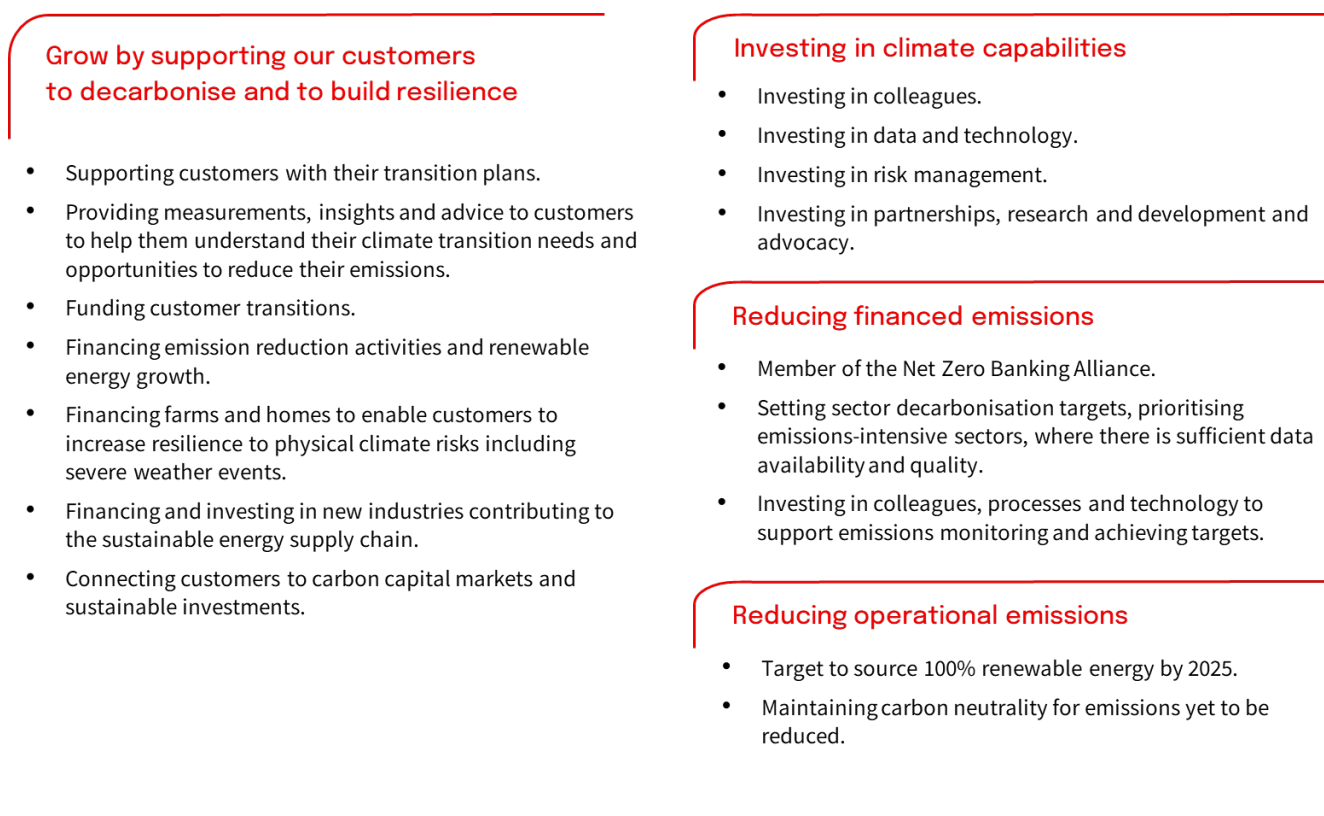 Grow by supporting our customers
to decarbonise and to build resilience
• Supporting customers with their transition plans.
• Providing measurements, insights and advice to customers
to help them understand their climate transition needs and
opportunities to reduce their emissions.
• Funding customer transitions.
• Financing emission reduction activities and renewable
energy growth.
• Financing farms and homes to enable customers to
increase resilience to physical climate risks including
severe weather events.
• Financing and investing in new industries contributing to
the sustainable energy supply chain.
• Connecting customers to carbon capital markets and
sustainable investments.
Investing in climate capabilities
• Investing in colleagues.
• Investing in data and technology.
• Investing in risk management.
• Investing in partnerships, research and development and
advocacy.
Reducing financed emissions
• Member of the Net Zero Banking Alliance.
• Setting sector decarbonisation targets, prioritising
emissions-intensive sectors, where there is sufficient data
availability and quality.
• Investing in colleagues, processes and technology to
support emissions monitoring and achieving targets.
Reducing operational emissions
• Target to source 100% renewable energy by 2025.
• Maintaining carbon neutrality for emissions yet to be
reduced.